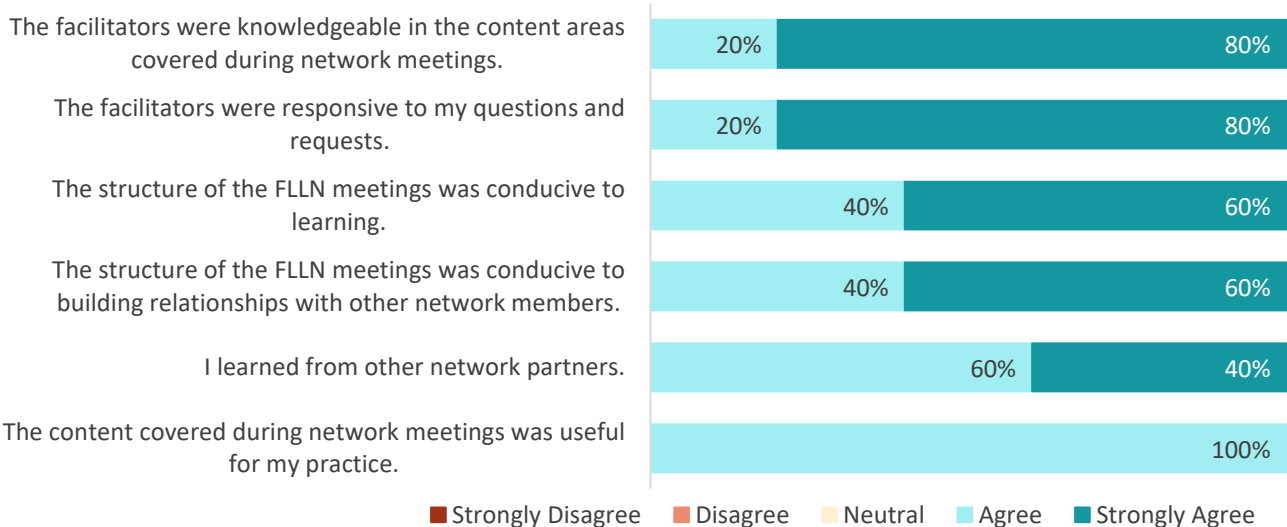 The facilitators were knowledgeable in the content areas
covered during network meetings.
20% 80%
The facilitators were responsive to my questions and
requests.
20% 80%
The structure of the FLLN meetings was conducive to
learning.
40% 60%
The structure of the FLLN meetings was conducive to
building relationships with other network members.
40% 60%
I learned from other network partners.
60% 40%
The content covered during network meetings was useful
for my practice.
100%
Strongly Disagree Disagree Neutral Agree Strongly Agree